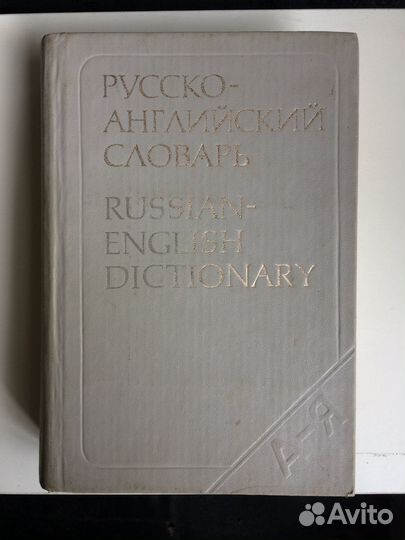 РУССКО-
АНГЛИЙСКИЙ
СЛОВАРЬ
RUSSIAN-
ENGLISH
DICTIONARY
А-Я
Avito